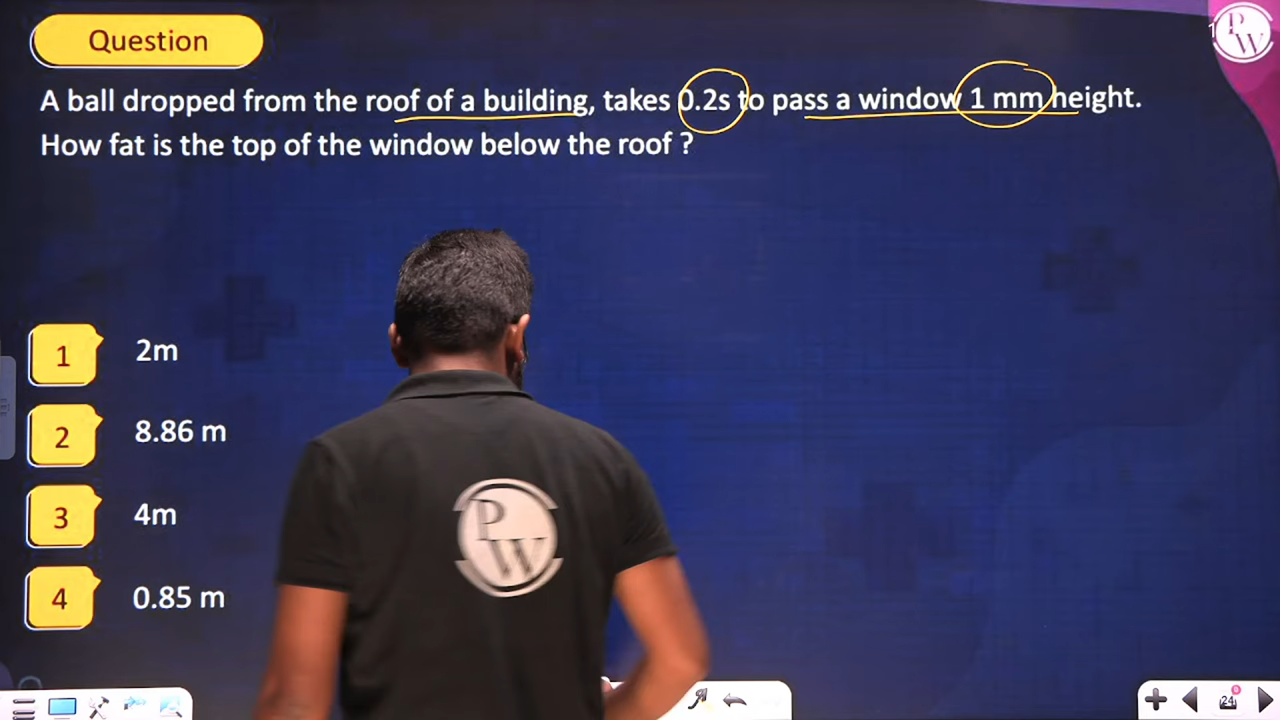 Question
A ball dropped from the roof of a building, takes 0.2s to pass a window 1 mm height.
How fat is the top of the window below the roof ?
1 2m
2 8.86 m
3 4m
4 0.85 m
P
W
P
W
24